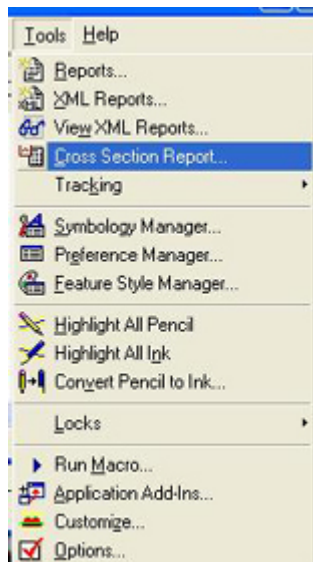 Tools Help
Reports...
XML Reports...
View XML Reports...
Cross Section Report...
Tracking
Symbology Manager...
Preference Manager...
Feature Style Manager...
Highlight All Pencil
Highlight All Ink
Convert Pencil to Ink...
Locks
Run Macro...
Application Add-Ins...
Customize...
Options...